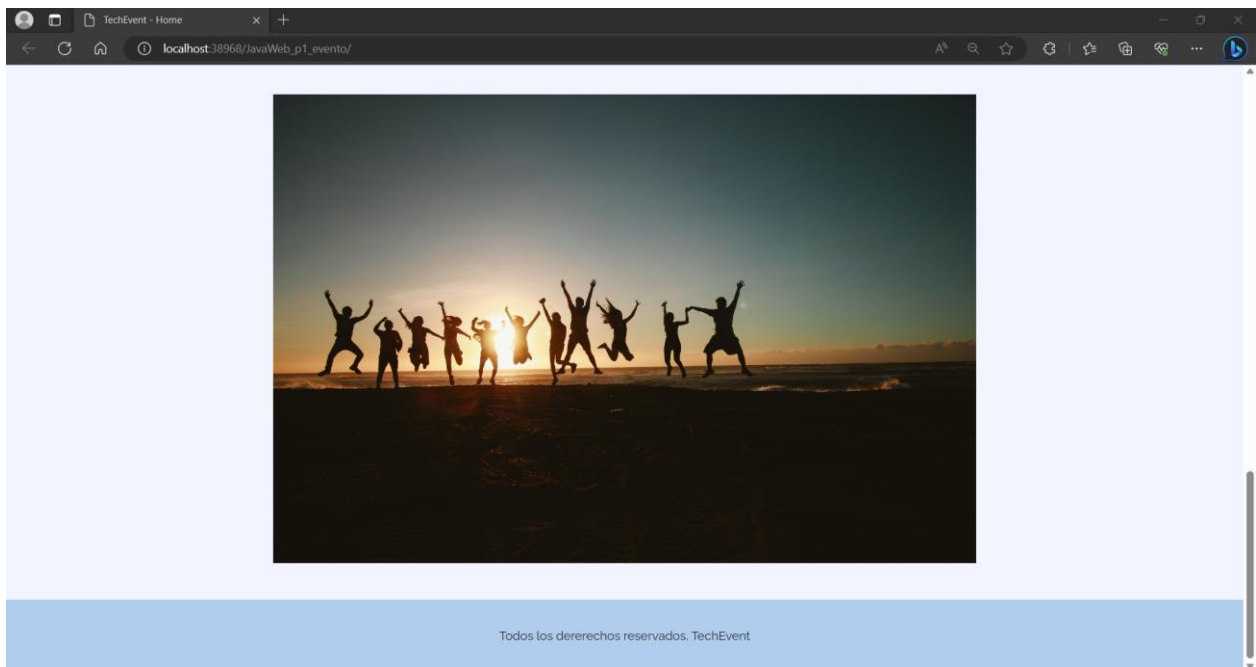 TechEvent - Home
localhost:38968/JavaWeb_p1_evento/
Todos los dererechos reservados. TechEvent